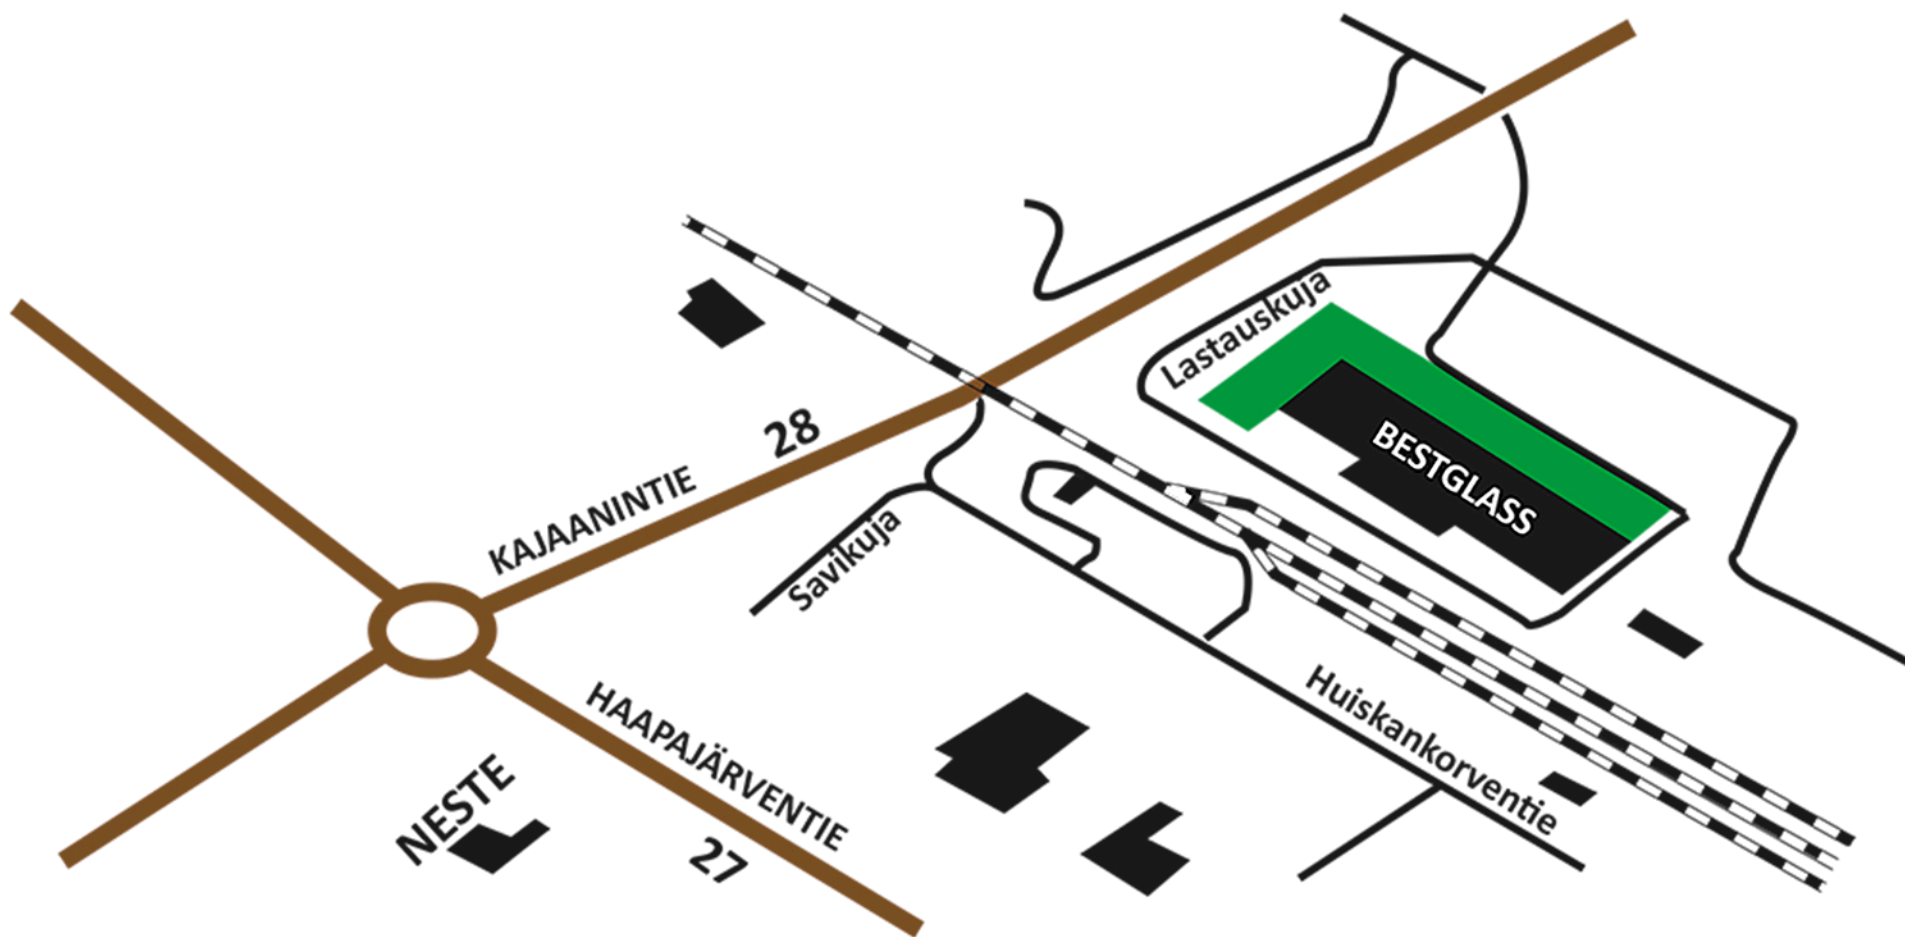 Lastauskuja
28
KAJAANINTIE
BESTGLASS
Savikuja
HAAPAJÄRVENTIE
27
NESTE
Huiskankorventie